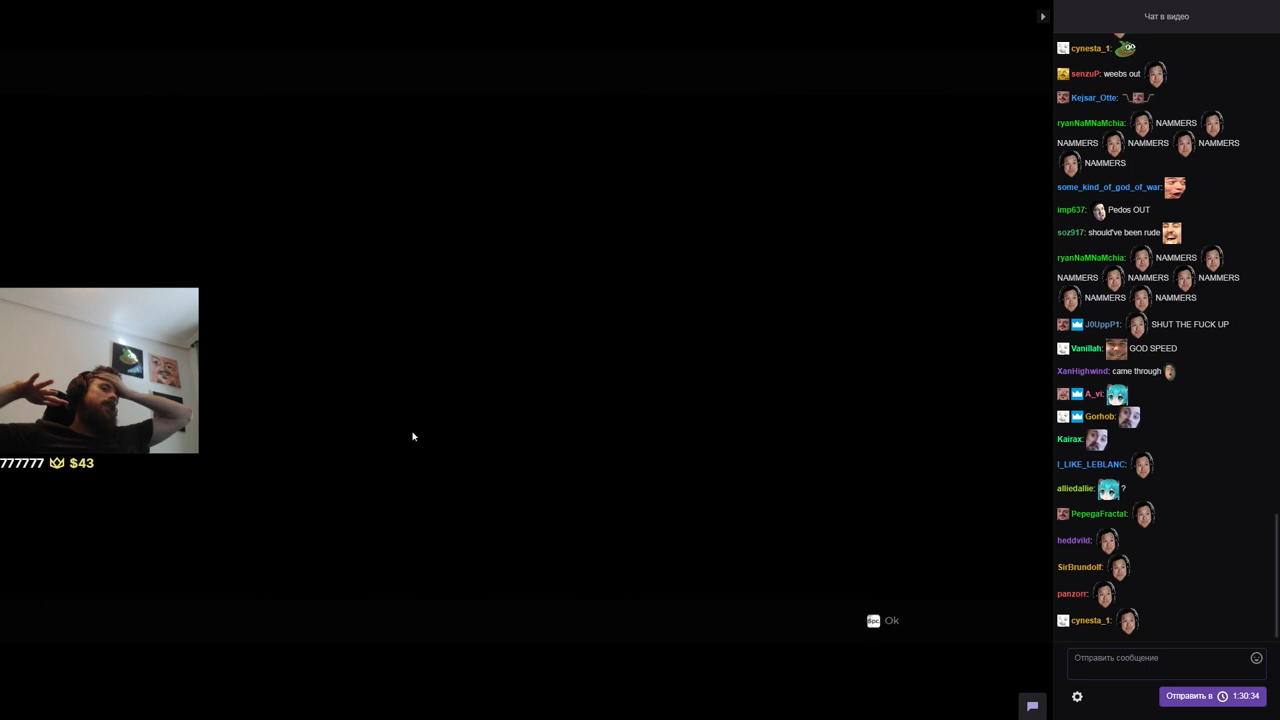 Чат в видео
cynesta_1:
senzuP: weebs out
Kejsar_Otte: ╲ ╱
ryanNaMNaMchia: NAMMERS
NAMMERS NAMMERS NAMMERS
NAMMERS
some_kind_of_god_of_war:
imp637: Pedos OUT
soz917: should've been rude
ryanNaMNaMchia: NAMMERS
NAMMERS NAMMERS NAMMERS
NAMMERS NAMMERS
J0UppP1: SHUT THE FUCK UP
Vanillah: GOD SPEED
XanHighwind: came through
A_vi:
Gorhob:
Kairax:
I_LIKE_LEBLANC:
alliedallie: ?
PepegaFractal:
heddvild:
SirBrundolf:
panzorr:
cynesta_1:
777777 $43
Spc Ok
Отправить сообщение
Отправить в 1:30:34